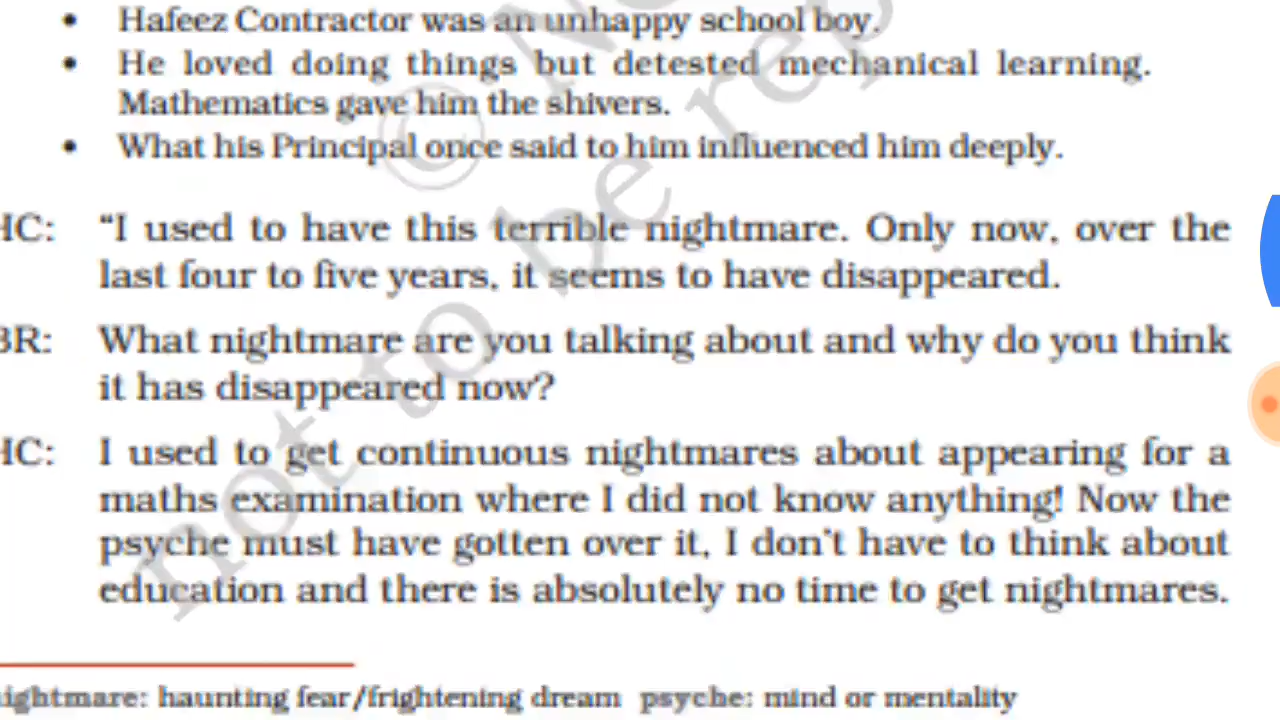 • Hafeez Contractor was an unhappy school boy.
• He loved doing things but detested mechanical learning.
Mathematics gave him the shivers.
• What his Principal once said to him influenced him deeply.
HC: “I used to have this terrible nightmare. Only now, over the
last four to five years, it seems to have disappeared.
BR: What nightmare are you talking about and why do you think
it has disappeared now?
HC: I used to get continuous nightmares about appearing for a
maths examination where I did not know anything! Now the
psyche must have gotten over it, I don't have to think about
education and there is absolutely no time to get nightmares.
nightmare: haunting fear/frightening dream psyche: mind or mentality
not to be rep